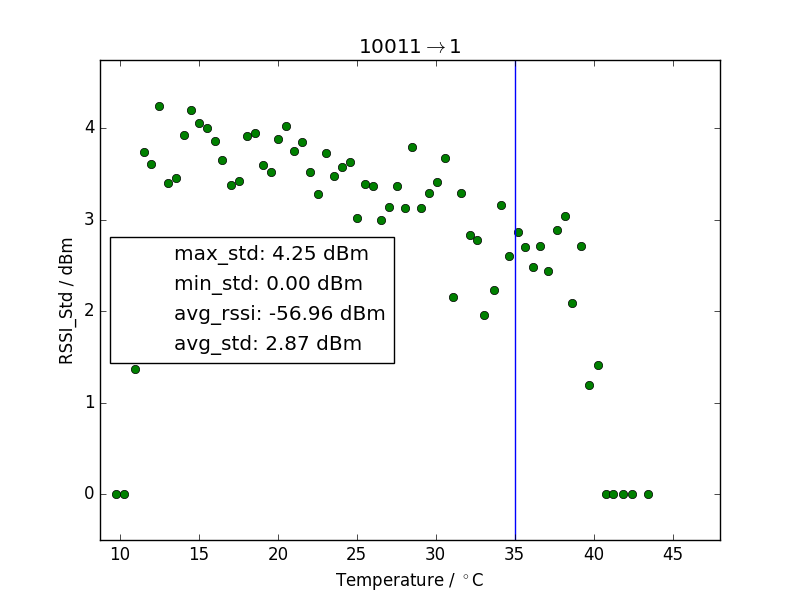 10011→1
4
3
2
1
0
RSSI_Std / dBm
max_std: 4.25 dBm
min_std: 0.00 dBm
avg_rssi: -56.96 dBm
avg_std: 2.87 dBm
10 15 20 25 30 35 40 45
Temperature / °C